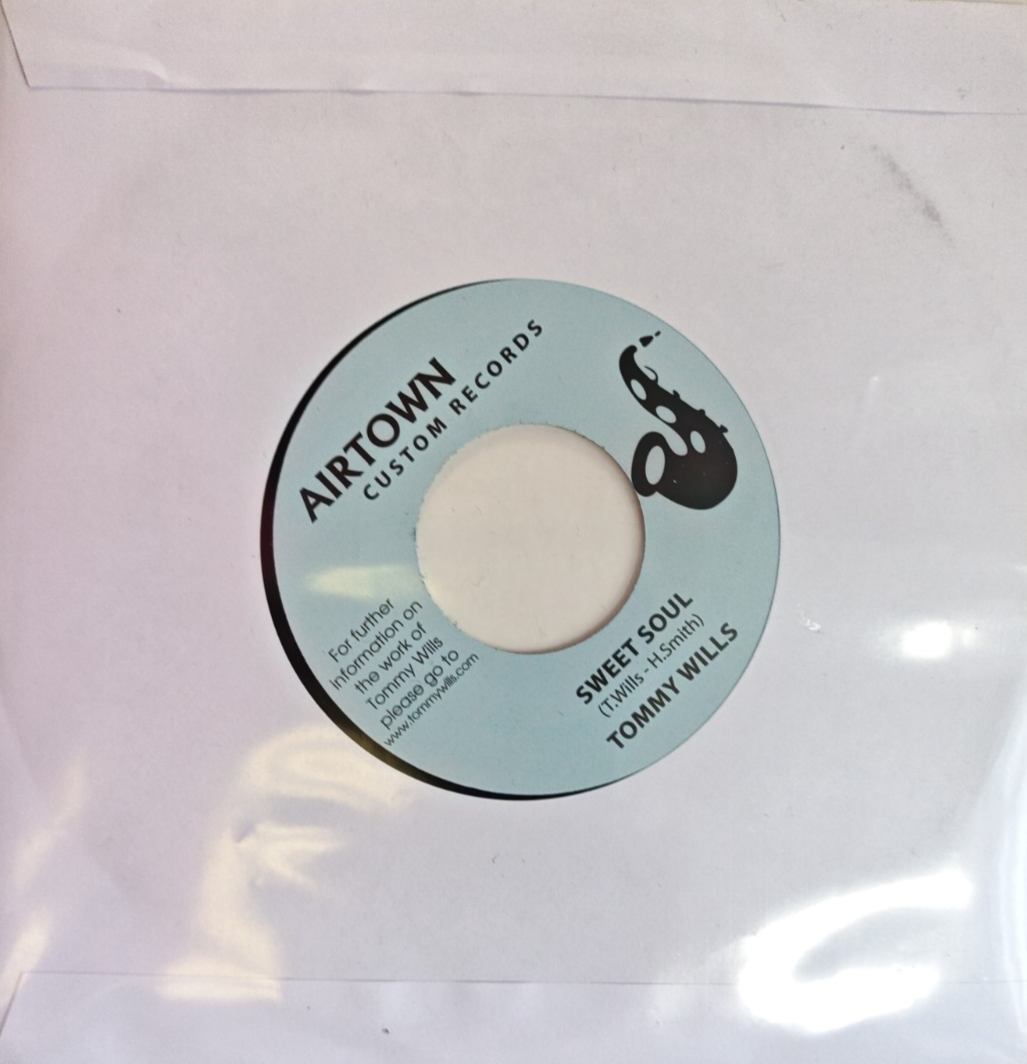 AIRTOWN
CUSTOM RECORDS
For further
information on
the work of
Tommy Wills
please go to
www.tommywills.com
SWEET SOUL
(T.Wills - H.Smith)
TOMMY WILLS